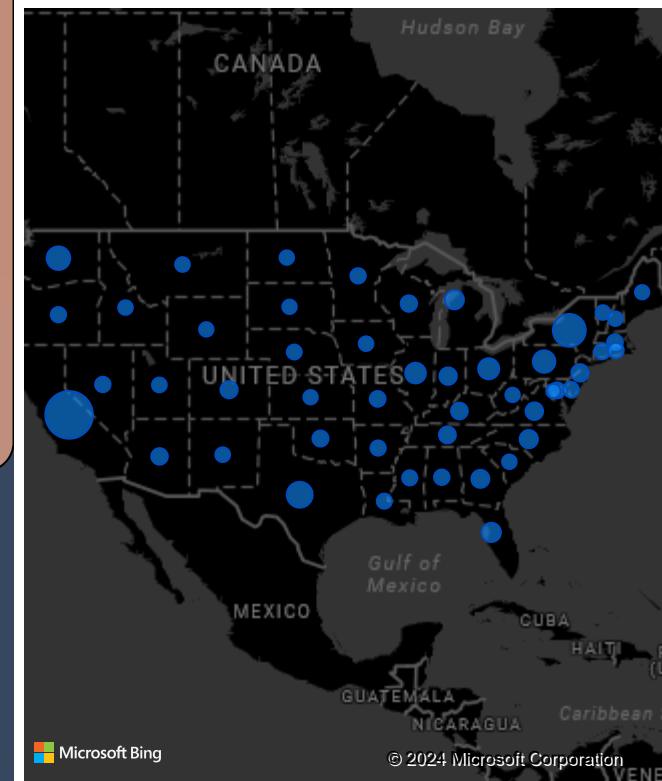 Hudson Bay
CANADA
UNITED STATES
Gulf of
Mexico
MEXICO
CUBA
HAITI
GUATEMALA
NICARAGUA
Caribbean
Microsoft Bing
© 2024 Microsoft Corporation